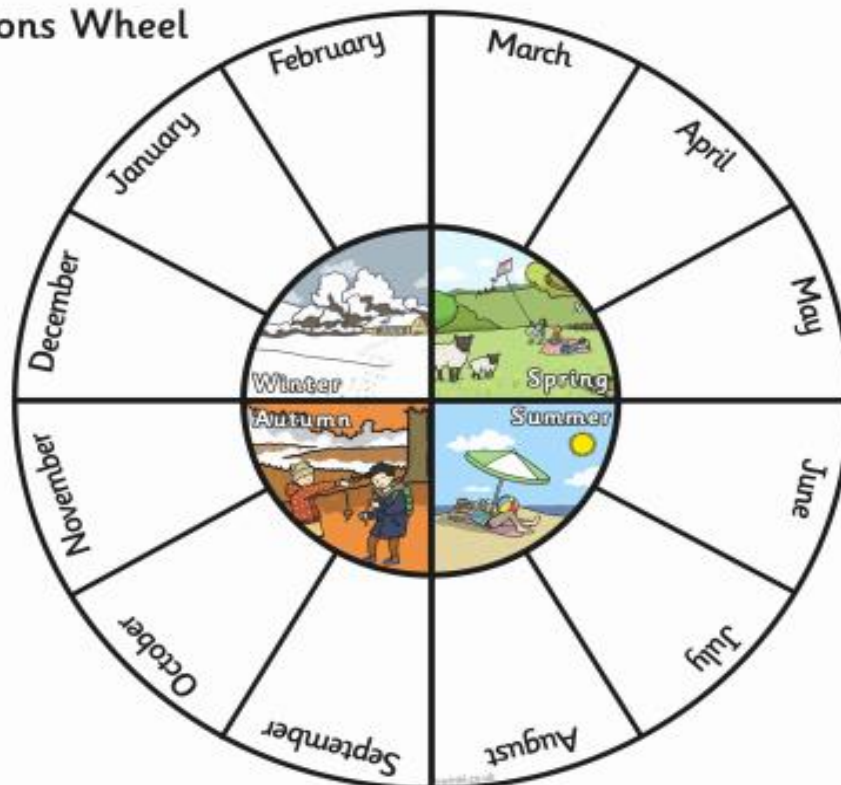 ons Wheel
February
March
January
April
December
May
Winter
Spring
Autumn
Summer
November
June
October
July
September
August